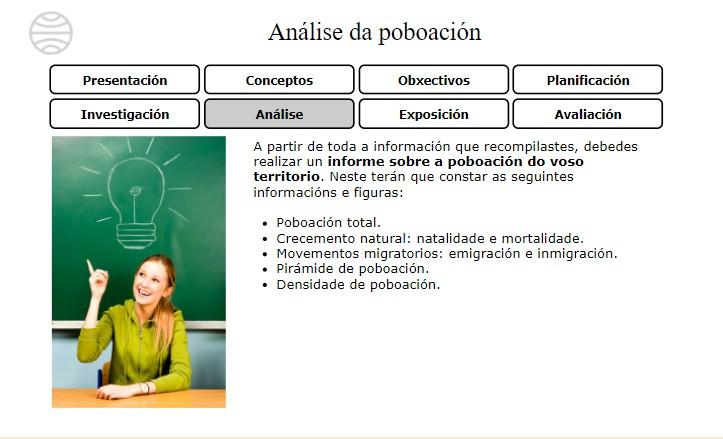 Análise da poboación
Presentación
Conceptos
Obxectivos
Planificación
Investigación
Análise
Exposición
Avaliación
A partir de toda a información que recompilastes, debedes
realizar un informe sobre a poboación do voso
territorio. Neste terán que constar as seguintes
informacións e figuras:
• Poboación total.
• Crecemento natural: natalidade e mortalidade.
• Movementos migratorios: emigración e inmigración.
• Pirámide de poboación.
• Densidade de poboación.